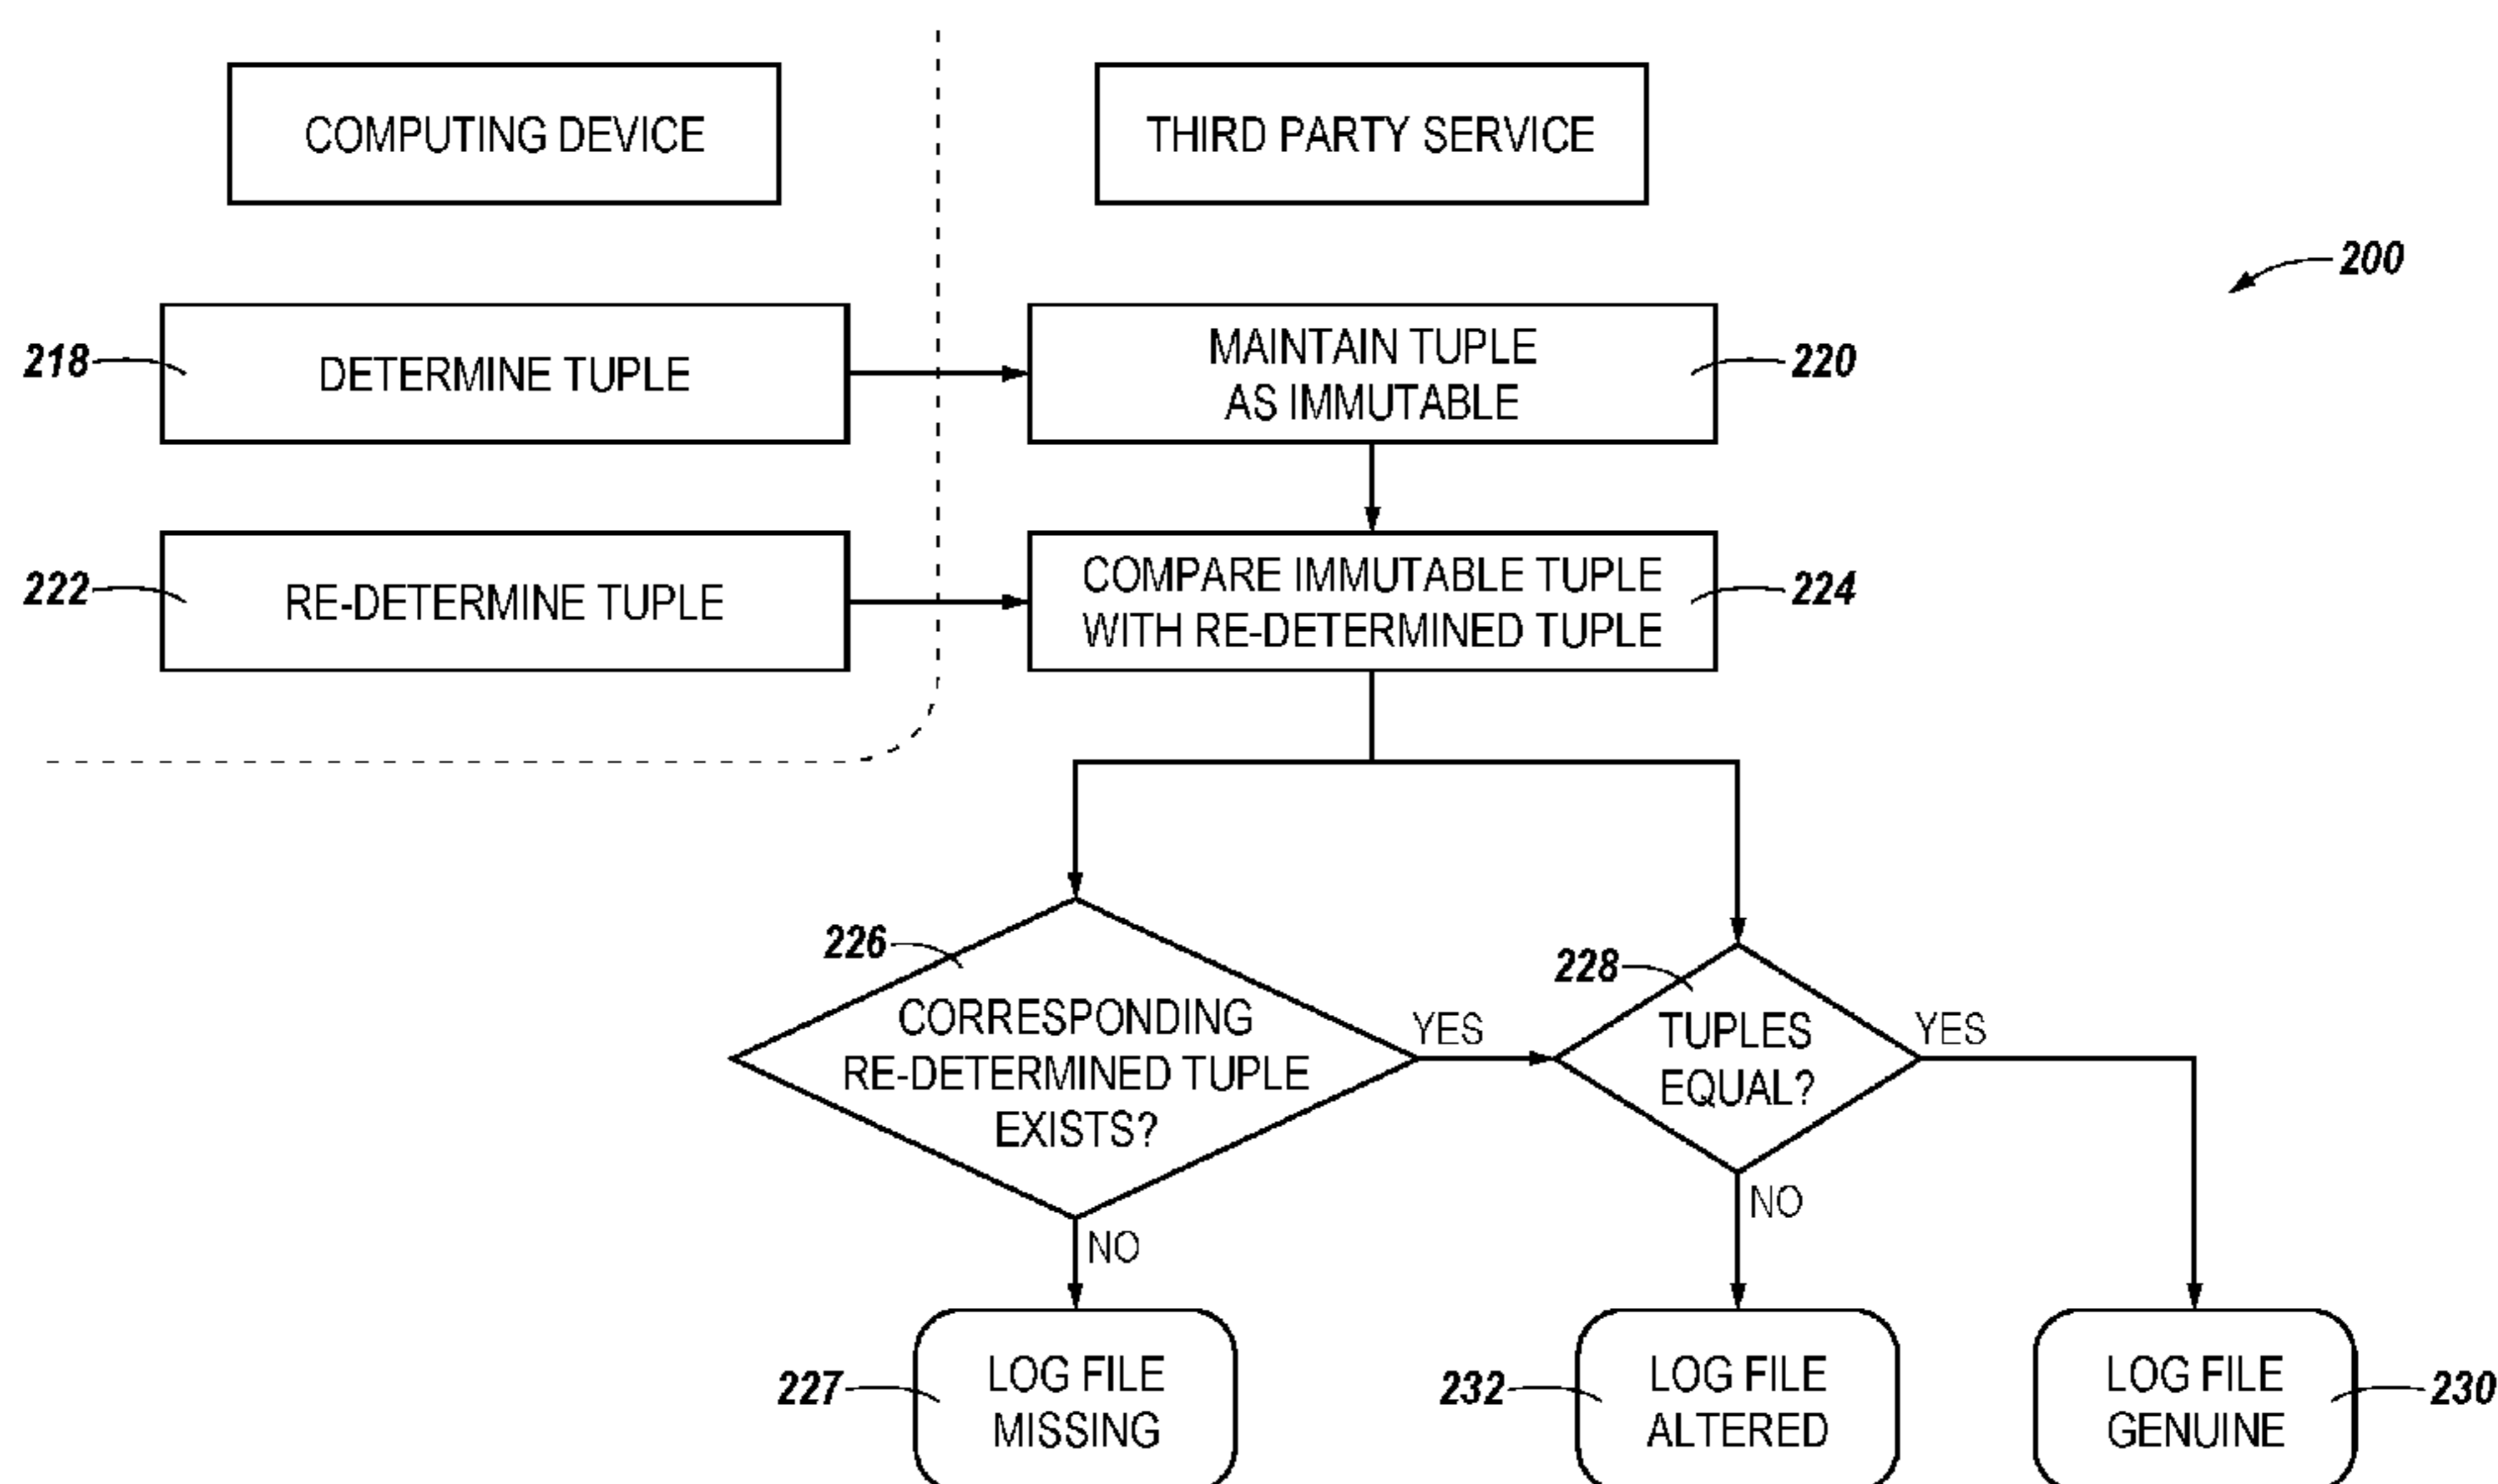 COMPUTING DEVICE
THIRD PARTY SERVICE
200
218
DETERMINE TUPLE
MAINTAIN TUPLE
AS IMMUTABLE
220
222
RE-DETERMINE TUPLE
COMPARE IMMUTABLE TUPLE
WITH RE-DETERMINED TUPLE
224
226
CORRESPONDING
RE-DETERMINED TUPLE
EXISTS?
YES
NO
228
TUPLES
EQUAL?
YES
NO
227
LOG FILE
MISSING
232
LOG FILE
ALTERED
LOG FILE
GENUINE
230